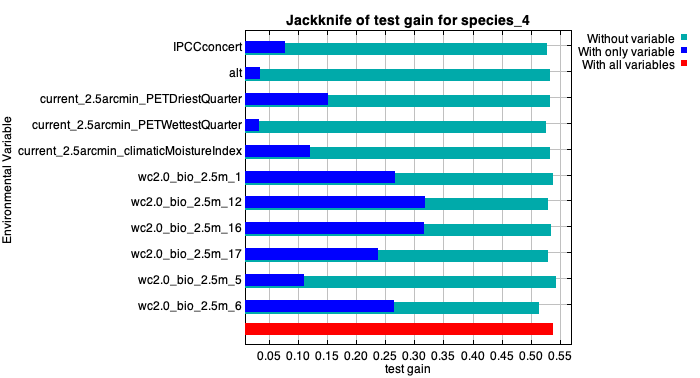 Jackknife of test gain for species_4
Without variable
With only variable
With all variables
Environmental Variable
IPCCconcert
alt
current_2.5arcmin_PETDriestQuarter
current_2.5arcmin_PETWettestQuarter
current_2.5arcmin_climaticMoistureIndex
wc2.0_bio_2.5m_1
wc2.0_bio_2.5m_12
wc2.0_bio_2.5m_16
wc2.0_bio_2.5m_17
wc2.0_bio_2.5m_5
wc2.0_bio_2.5m_6
0.05 0.10 0.15 0.20 0.25 0.30 0.35 0.40 0.45 0.50 0.55
test gain